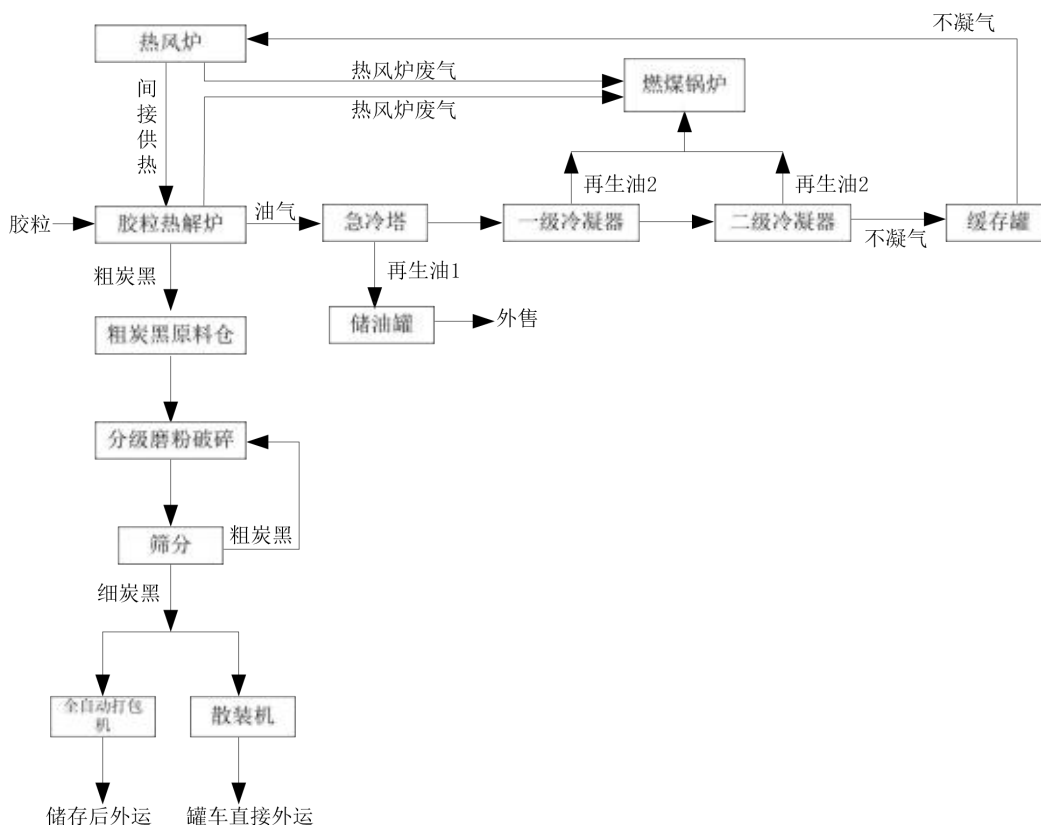 不凝气
热风炉
热风炉废气
燃煤锅炉
间接供热
热风炉废气
再生油2
再生油2
胶粒
胶粒热解炉
油气
急冷塔
一级冷凝器
二级冷凝器
不凝气
缓存罐
粗炭黑
再生油1
粗炭黑原料仓
储油罐
外售
分级磨粉破碎
筛分
粗炭黑
细炭黑
全自动打包
机
散装机
储存后外运
罐车直接外运